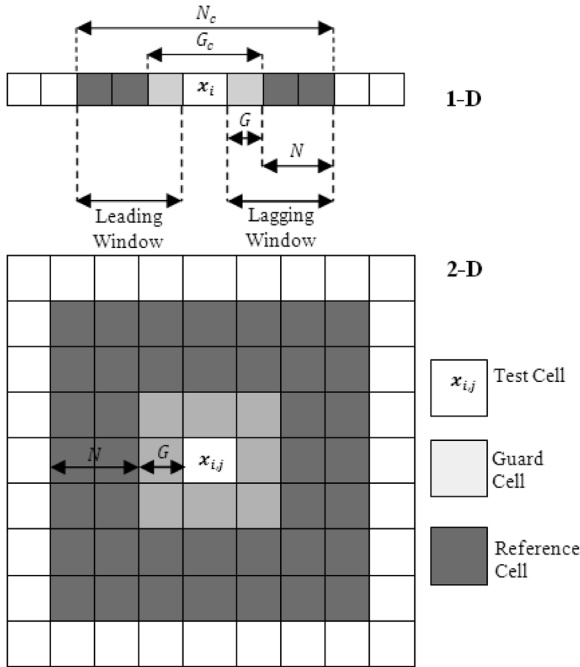 N_c
G_c
x_i
1-D
G
N
Leading
Window
Lagging
Window
2-D
x_{i,j}
Test Cell
Guard
Cell
N
G
x_{i,j}
Reference
Cell